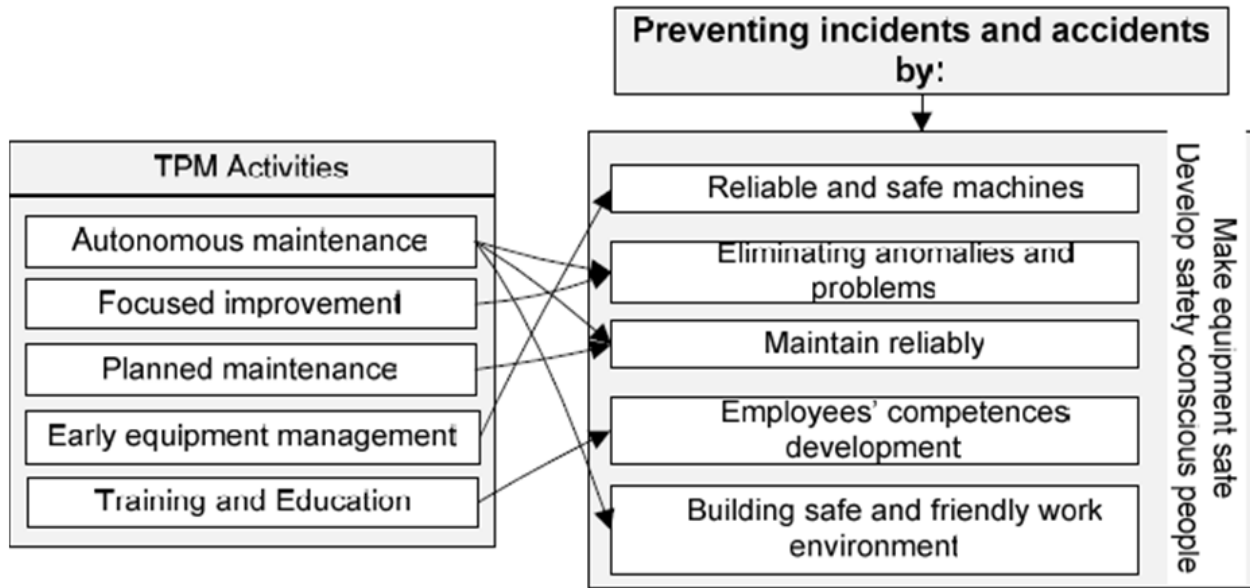 Preventing incidents and accidents
by:
TPM Activities
Autonomous maintenance
Focused improvement
Planned maintenance
Early equipment management
Training and Education
Reliable and safe machines
Eliminating anomalies and
problems
Maintain reliably
Employees' competences
development
Building safe and friendly work
environment
Make equipment safe
Develop safety conscious people